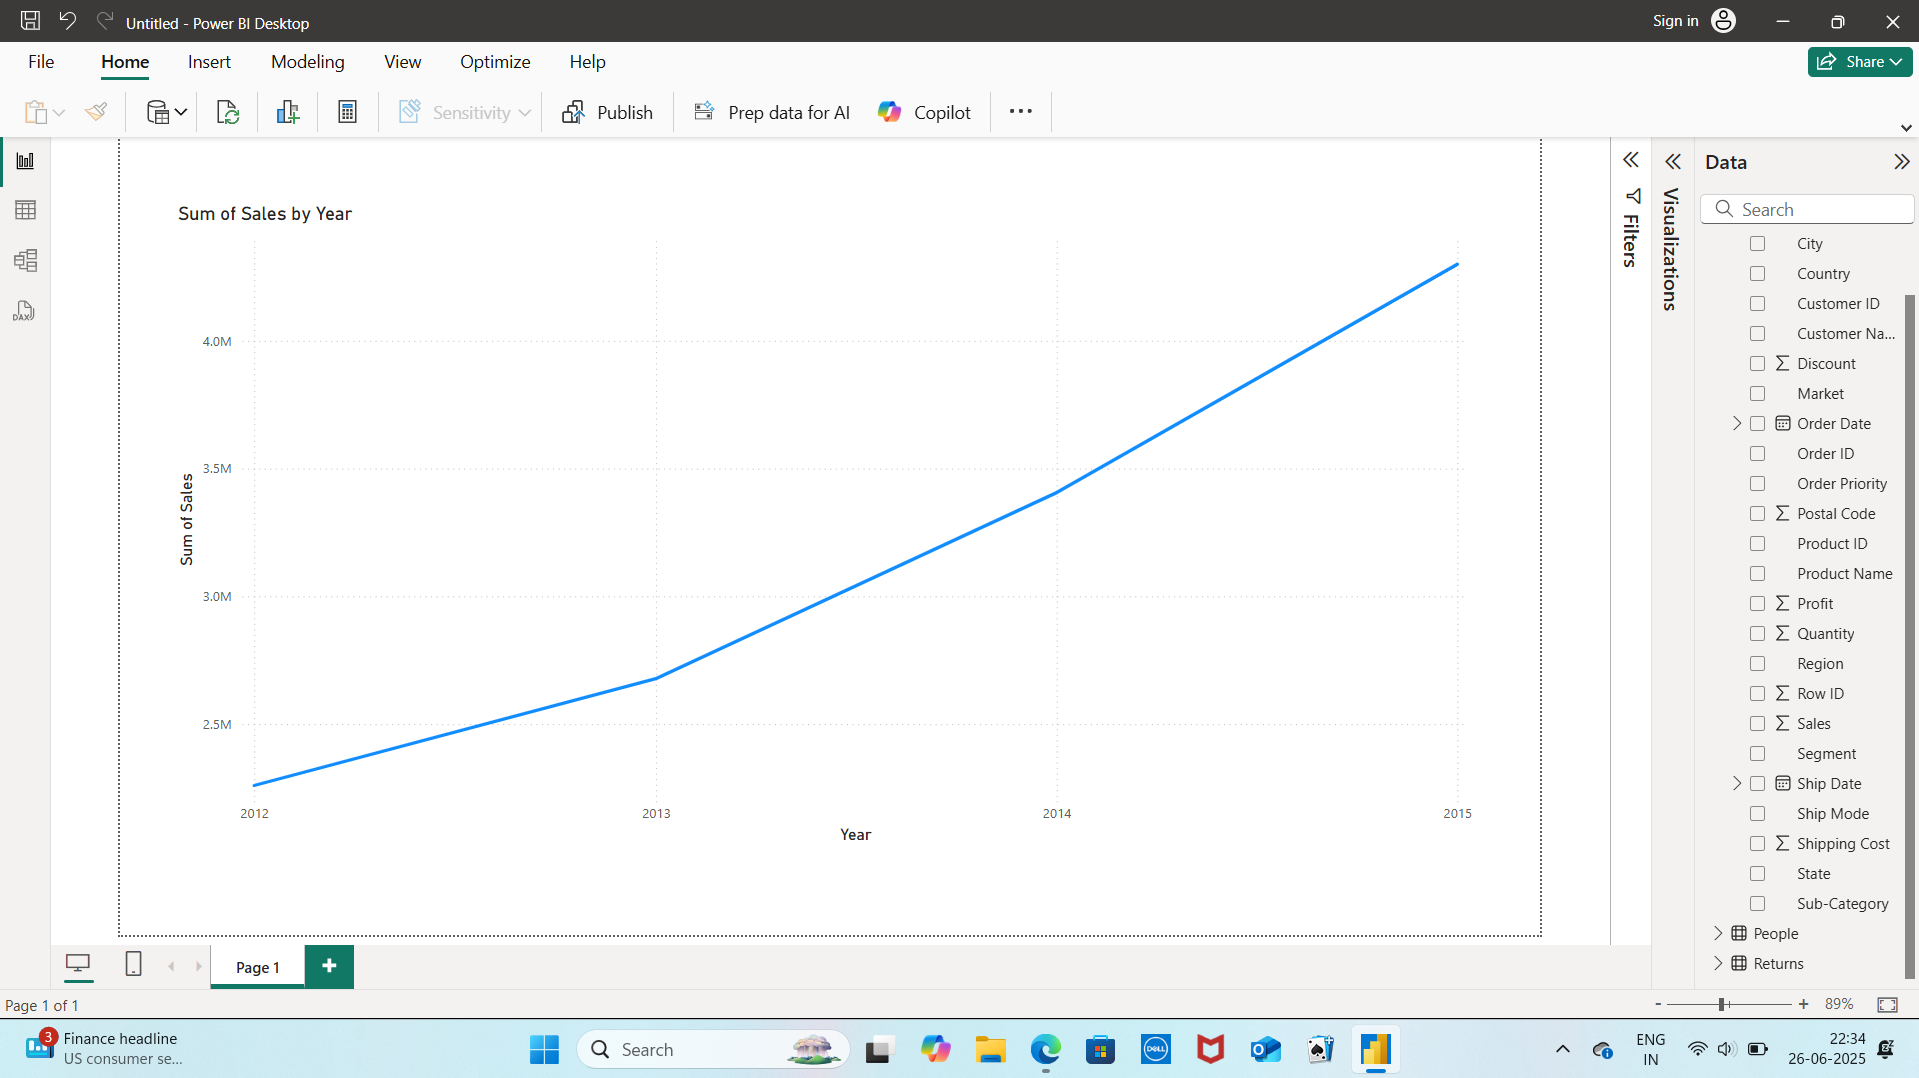 Untitled - Power BI Desktop
Sign in
File Home Insert Modeling View Optimize Help
Share
Sensitivity
Publish
Prep data for AI
Copilot
DAX
Sum of Sales by Year
4.0M
3.5M
3.0M
2.5M
Sum of Sales
2012 2013 2014 2015
Year
Filters
Visualizations
Data
Search
City
Country
Customer ID
Customer Na...
Discount
Market
Order Date
Order ID
Order Priority
Postal Code
Product ID
Product Name
Profit
Quantity
Region
Row ID
Sales
Segment
Ship Date
Ship Mode
Shipping Cost
State
Sub-Category
People
Returns
Page 1
Page 1 of 1
- + 89%
3
Finance headline
US consumer se...
Search
DELL
ENG
IN
22:34
26-06-2025